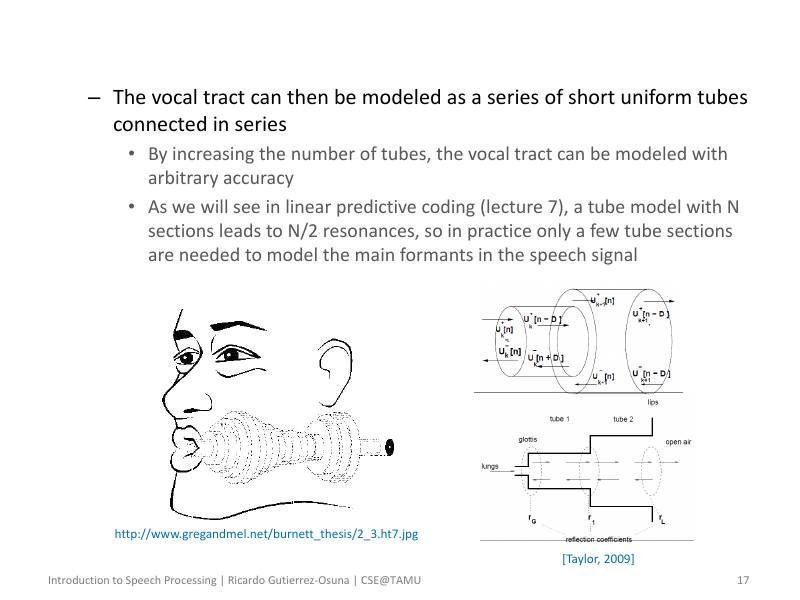 – The vocal tract can then be modeled as a series of short uniform tubes
connected in series
• By increasing the number of tubes, the vocal tract can be modeled with
arbitrary accuracy
• As we will see in linear predictive coding (lecture 7), a tube model with N
sections leads to N/2 resonances, so in practice only a few tube sections
are needed to model the main formants in the speech signal
http://www.gregandmel.net/burnett_thesis/2_3.ht7.jpg
lips
tube 1 tube 2
glottis
open air
lungs
rG r1 rL
reflection coefficients
[Taylor, 2009]
Introduction to Speech Processing | Ricardo Gutierrez-Osuna | CSE@TAMU 17